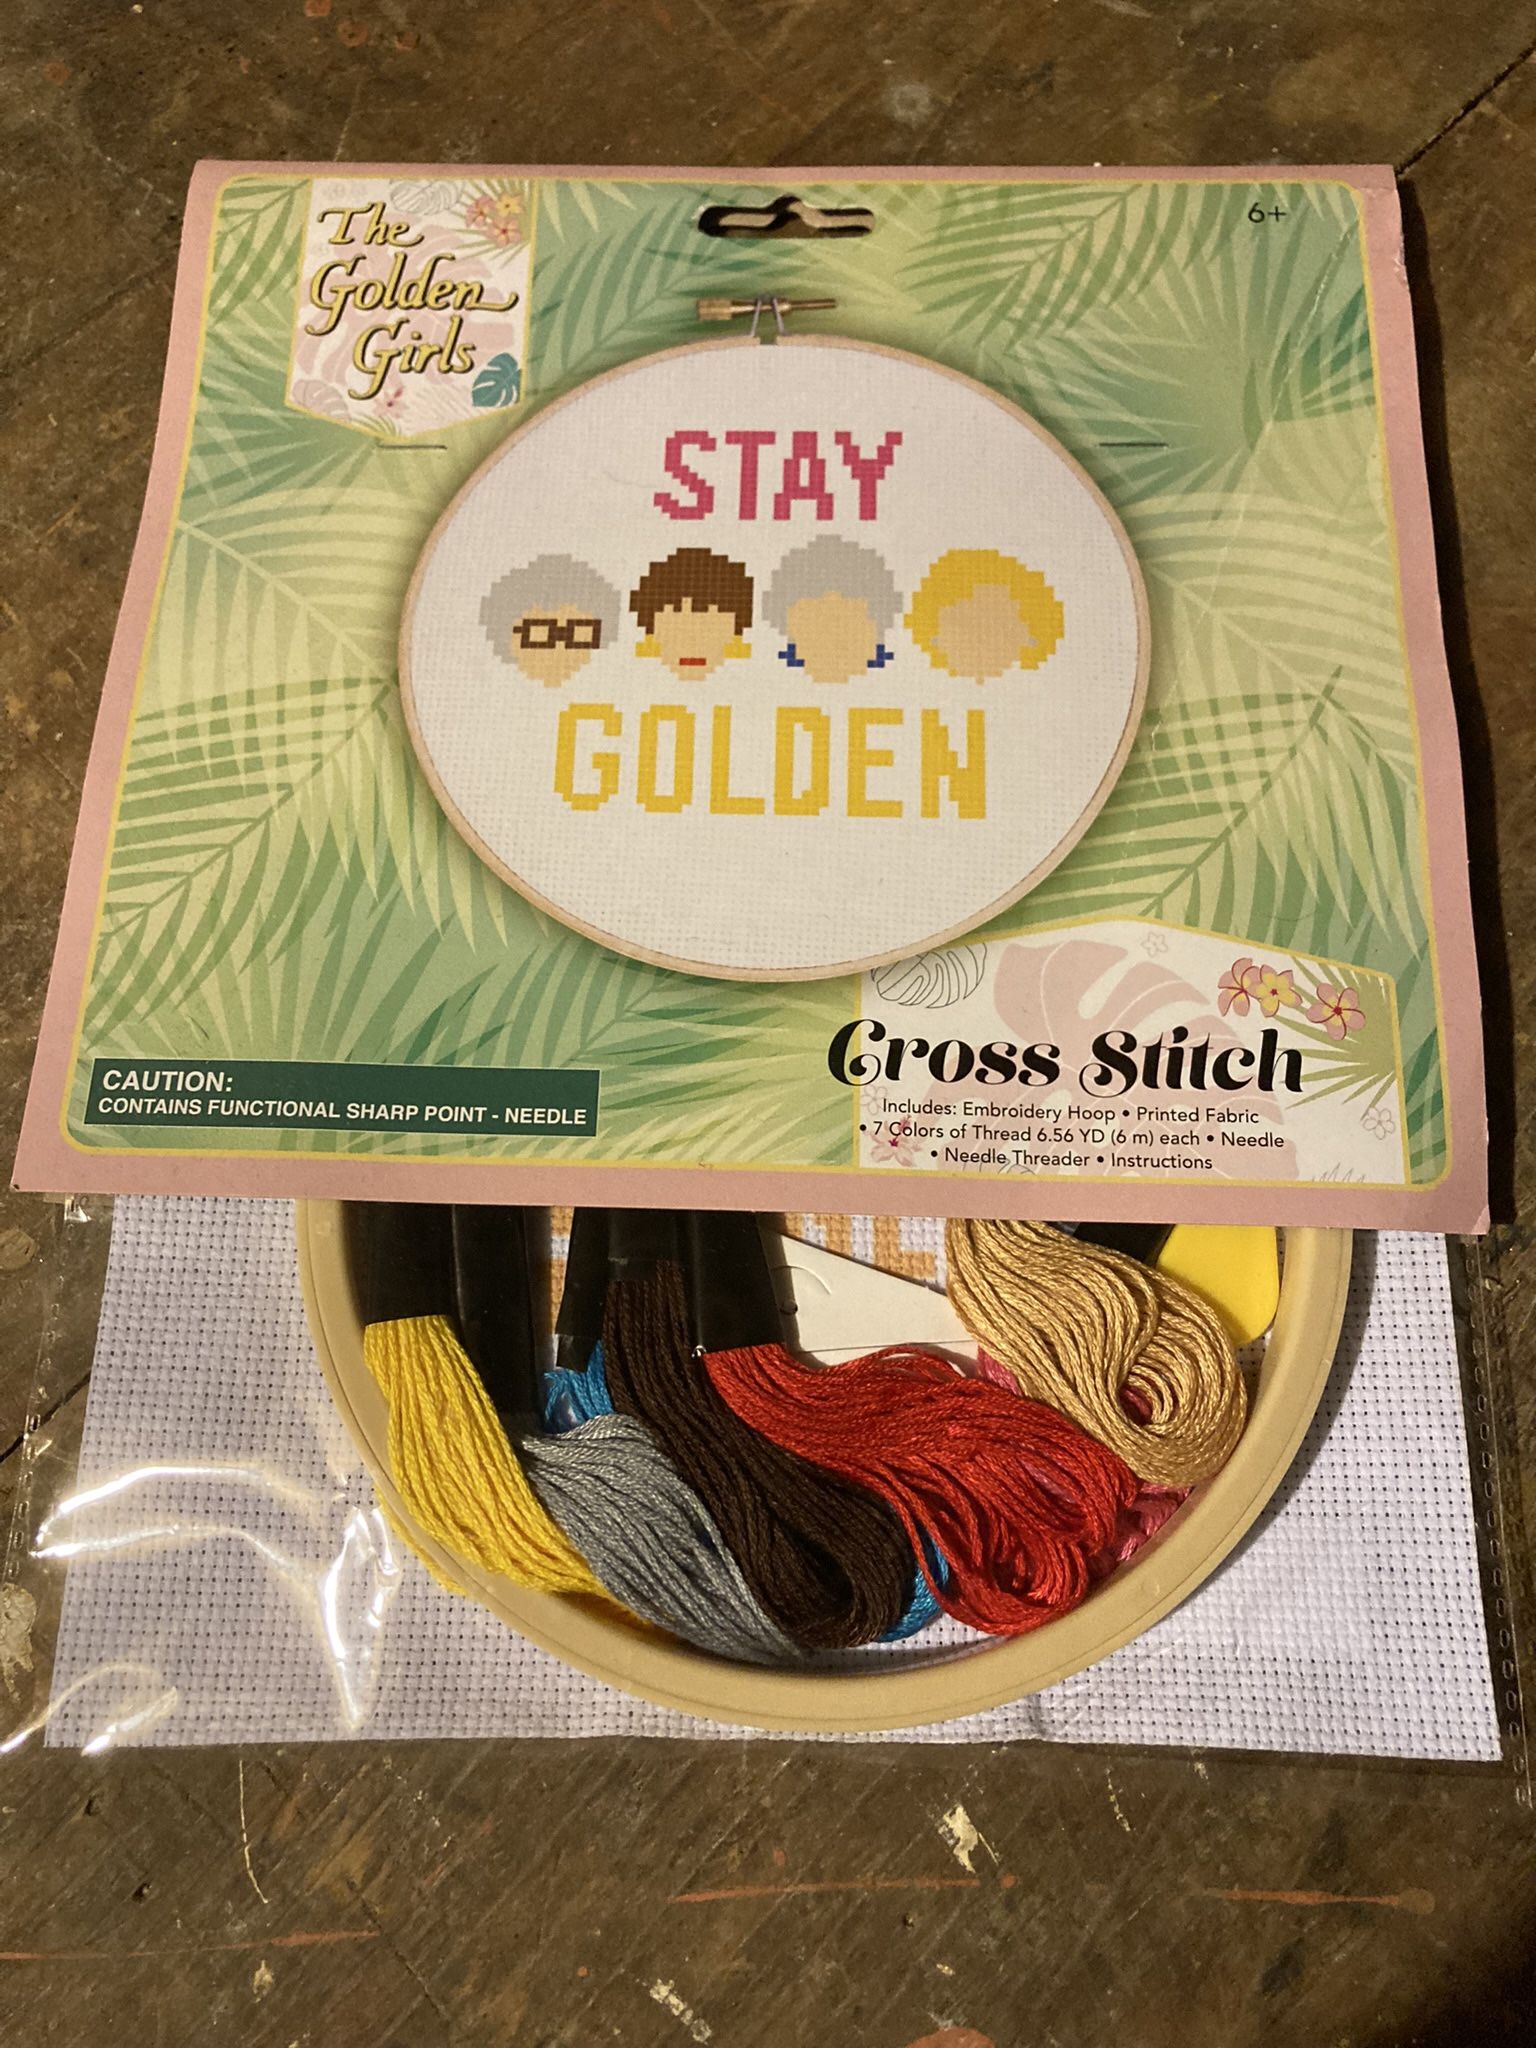 The
Golden
Girls
6+
STAY
GOLDEN
CAUTION:
CONTAINS FUNCTIONAL SHARP POINT - NEEDLE
Cross Stitch
Includes: Embroidery Hoop • Printed Fabric
• 7 Colors of Thread 6.56 YD (6 m) each • Needle
• Needle Threader • Instructions